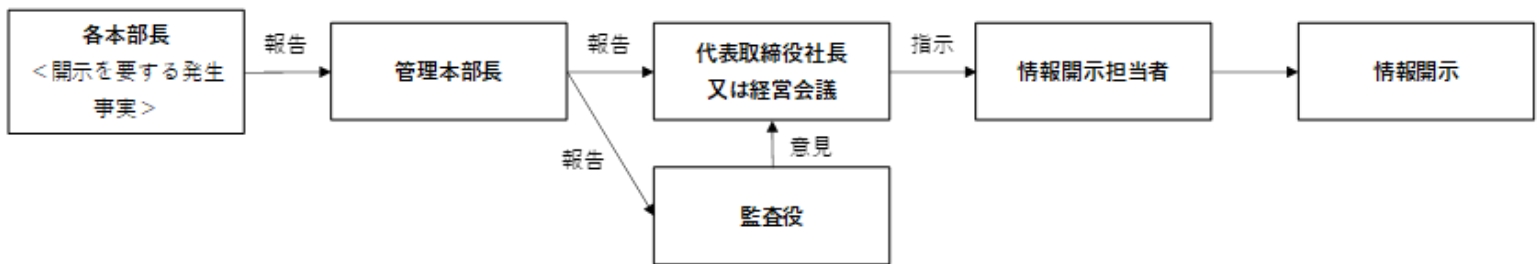 各本部長
＜開示を要する発生
事実＞
報告
管理本部長
報告
代表取締役社長
又は経営会議
指示
情報開示担当者
情報開示
報告
意見
監査役